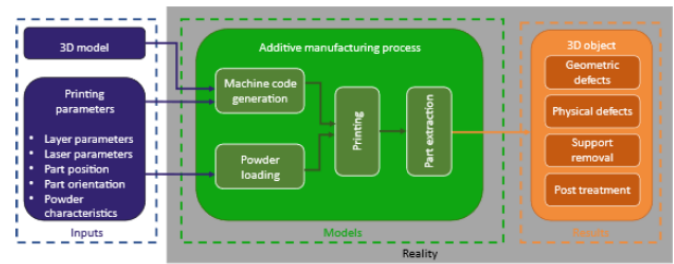 3D model
Printing
parameters
• Layer parameters
• Laser parameters
• Part position
• Part orientation
• Powder
characteristics
Inputs
Additive manufacturing process
Machine code
generation
Powder
loading
Printing
Part extraction
Models
3D object
Geometric
defects
Physical defects
Support
removal
Post treatment
Results
Reality